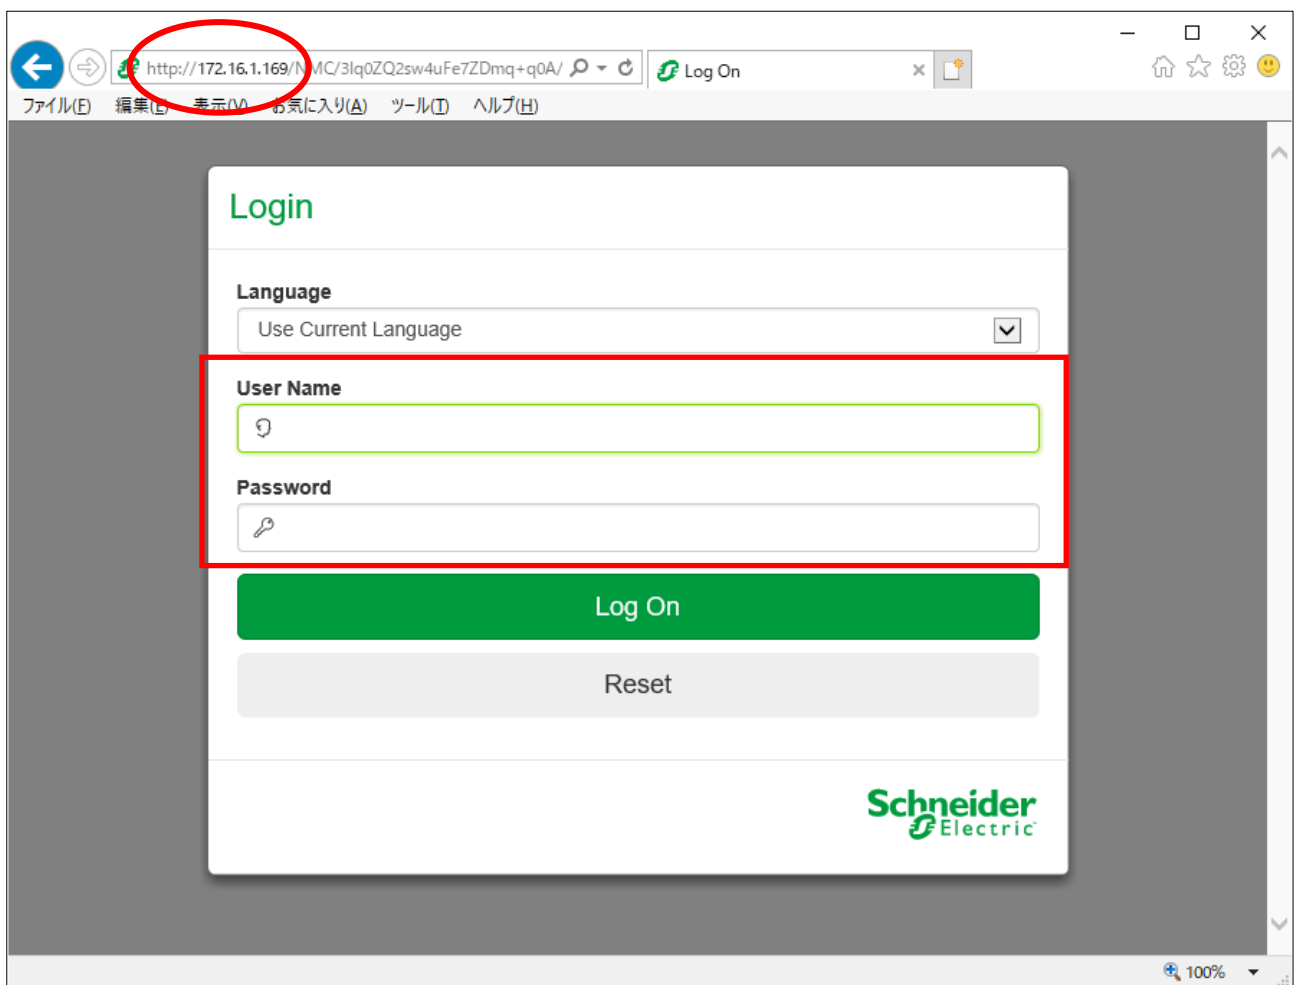 http://172.16.1.169/NMC/3lq0ZQ2sw4uFe7ZDmq+q0A/
Log On
ファイル(F) 編集(E) 表示(V) お気に入り(A) ツール(T) ヘルプ(H)
Login
Language
Use Current Language
User Name
Password
Log On
Reset
Schneider
Electric
100%